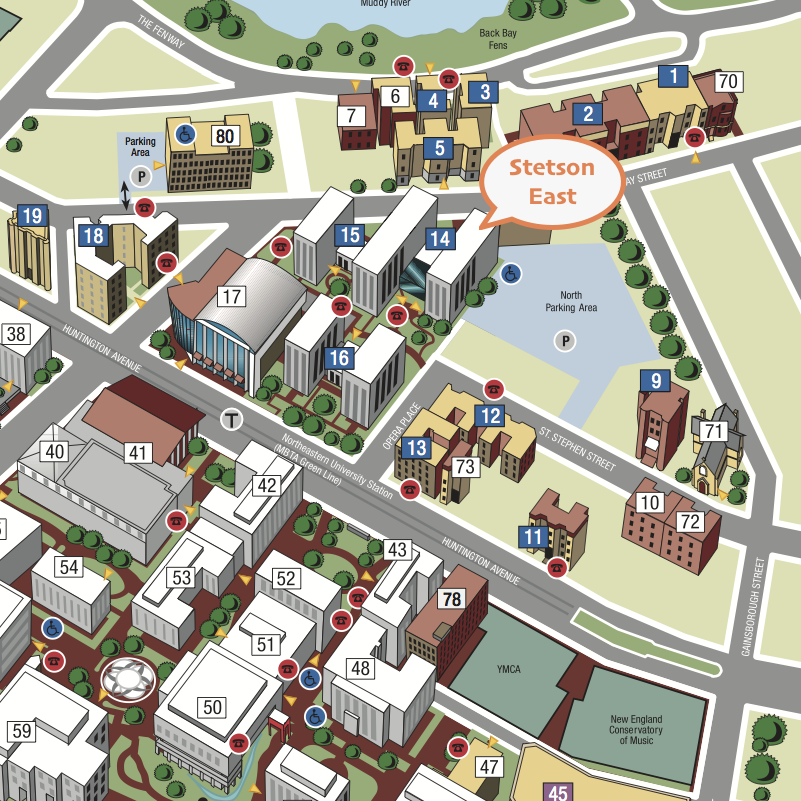 Muddy River
THE FENWAY
Back Bay
Fens
1
70
3
6
4
2
7
5
80
Parking
Area
P
Stetson
East
AY STREET
19
18
15
14
17
North
Parking Area
P
16
38
HUNTINGTON AVENUE
9
T
OPERA PLACE
12
ST. STEPHEN STREET
71
13
73
40
41
Northeastern University Station
(MBTA Green Line)
42
10
72
11
43
HUNTINGTON AVENUE
54
53
52
78
GAINSBOROUGH STREET
51
48
YMCA
50
59
New England
Conservatory
of Music
47
45